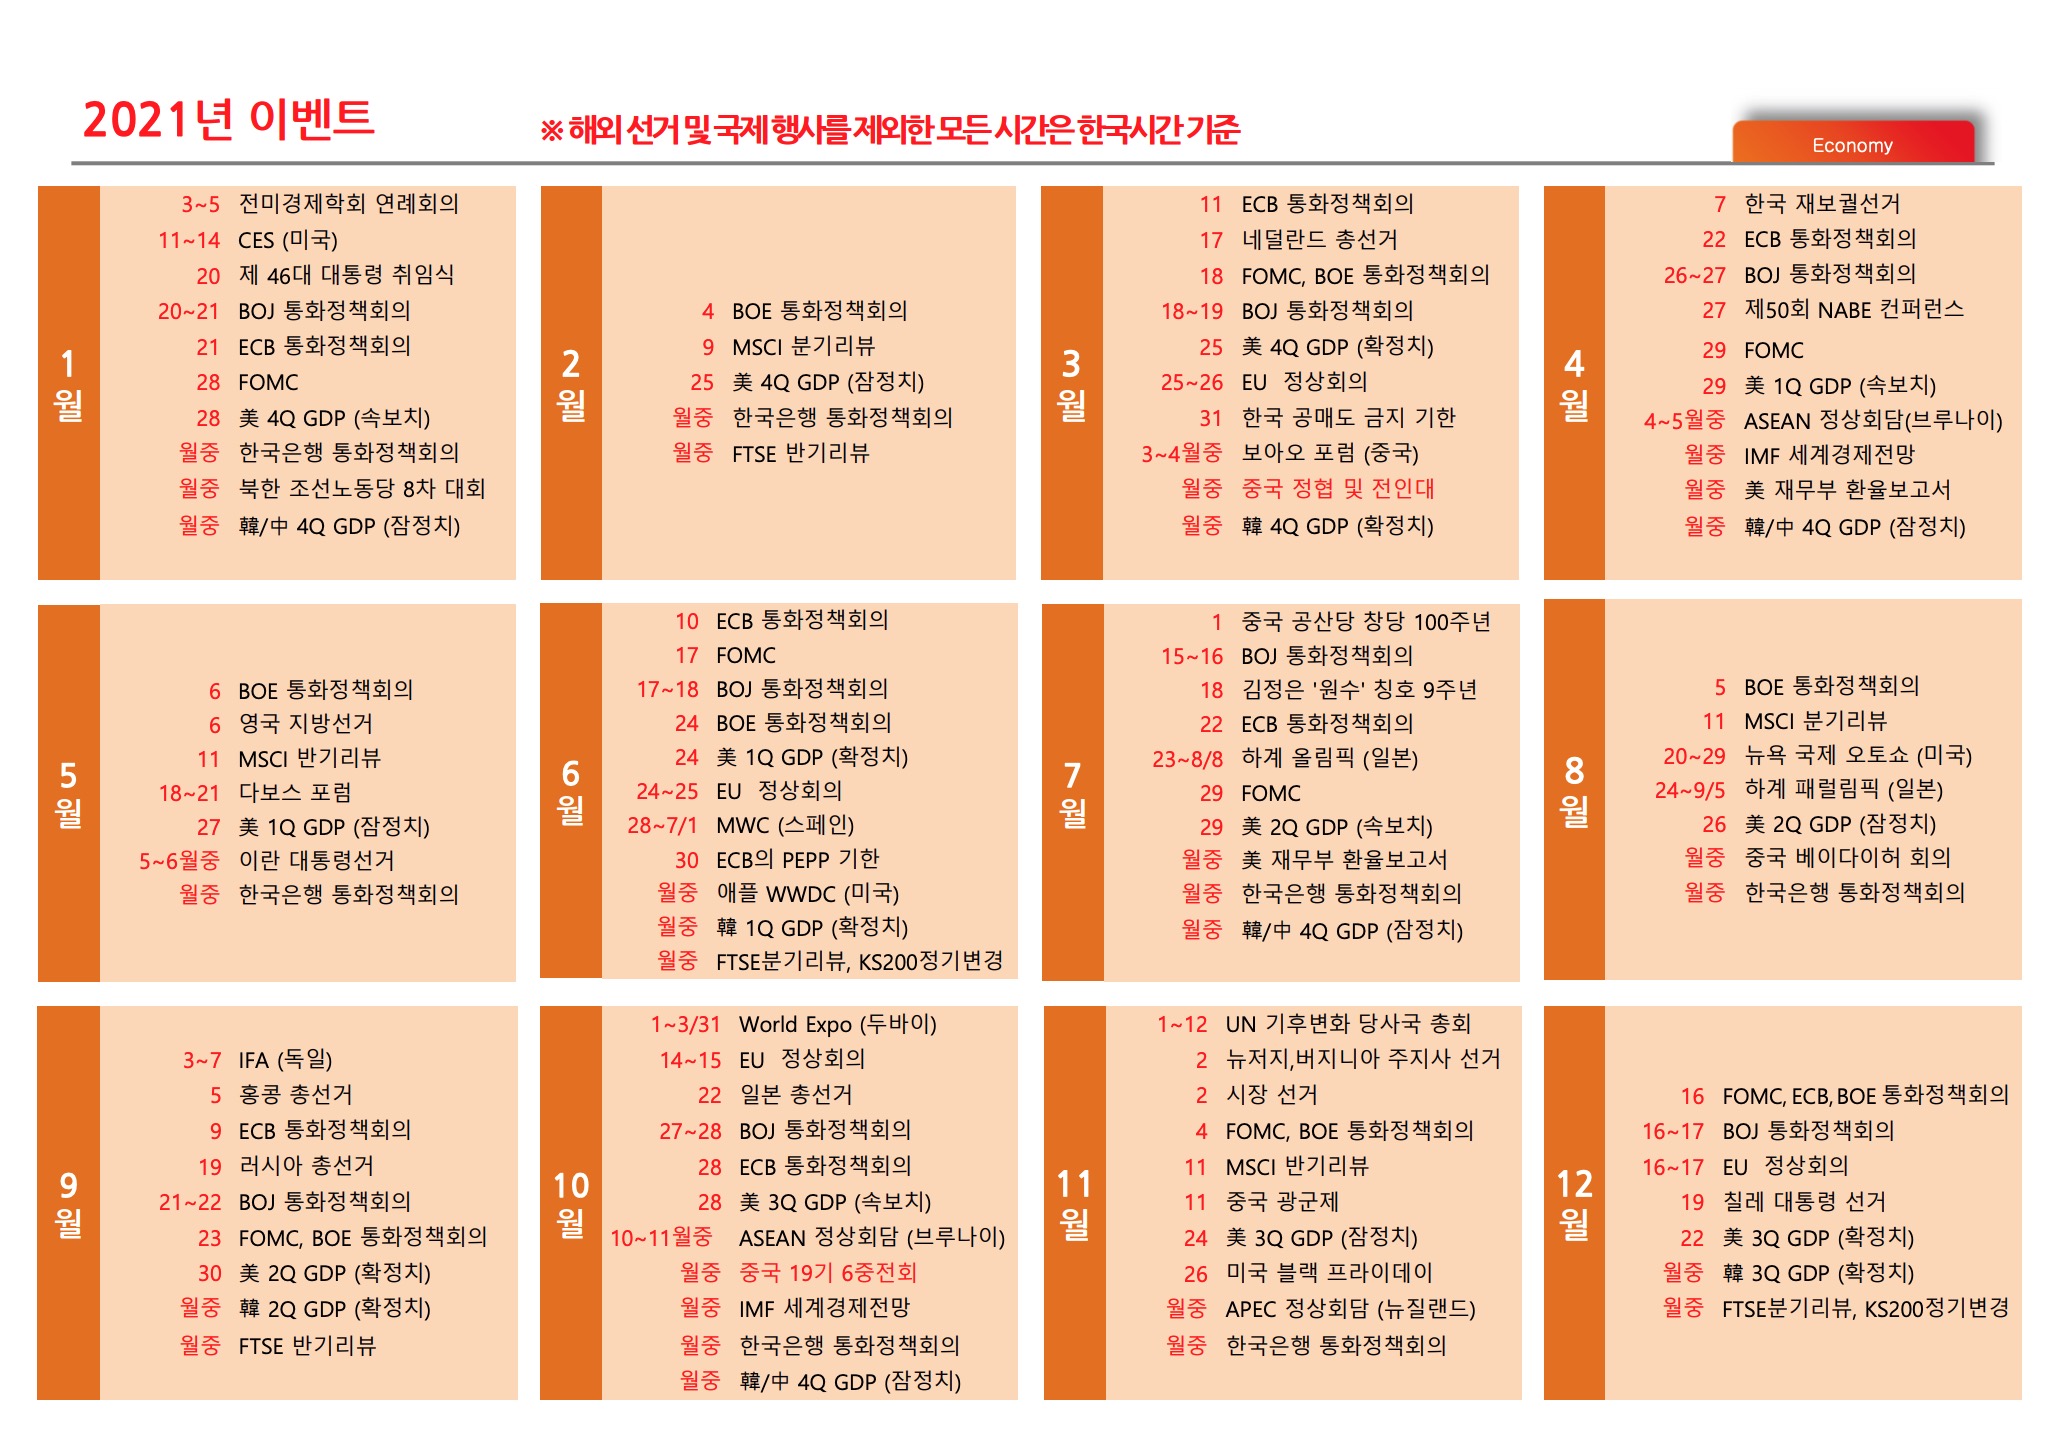 2021년 이벤트
※ 해외 선거 및 국제 행사를 제외한 모든 시간은 한국시간 기준
Economy
1월
3~5 전미경제학회 연례회의
11~14 CES (미국)
20 제 46대 대통령 취임식
20~21 BOJ 통화정책회의
21 ECB 통화정책회의
28 FOMC
28 美 4Q GDP (속보치)
월중 한국은행 통화정책회의
월중 북한 조선노동당 8차 대회
월중 韓/中 4Q GDP (잠정치)
2월
4 BOE 통화정책회의
9 MSCI 분기리뷰
25 美 4Q GDP (잠정치)
월중 한국은행 통화정책회의
월중 FTSE 반기리뷰
3월
11 ECB 통화정책회의
17 네덜란드 총선거
18 FOMC, BOE 통화정책회의
18~19 BOJ 통화정책회의
25 美 4Q GDP (확정치)
25~26 EU 정상회의
31 한국 공매도 금지 기한
3~4월중 보아오 포럼 (중국)
월중 중국 정협 및 전인대
월중 韓 4Q GDP (확정치)
4월
7 한국 재보궐선거
22 ECB 통화정책회의
26~27 BOJ 통화정책회의
27 제50회 NABE 컨퍼런스
29 FOMC
29 美 1Q GDP (속보치)
4~5월중 ASEAN 정상회담(브루나이)
월중 IMF 세계경제전망
월중 美 재무부 환율보고서
월중 韓/中 4Q GDP (잠정치)
5월
6 BOE 통화정책회의
6 영국 지방선거
11 MSCI 반기리뷰
18~21 다보스 포럼
27 美 1Q GDP (잠정치)
5~6월중 이란 대통령선거
월중 한국은행 통화정책회의
6월
10 ECB 통화정책회의
17 FOMC
17~18 BOJ 통화정책회의
24 BOE 통화정책회의
24 美 1Q GDP (확정치)
24~25 EU 정상회의
28~7/1 MWC (스페인)
30 ECB의 PEPP 기한
월중 애플 WWDC (미국)
월중 韓 1Q GDP (확정치)
월중 FTSE분기리뷰, KS200정기변경
7월
1 중국 공산당 창당 100주년
15~16 BOJ 통화정책회의
18 김정은 '원수' 칭호 9주년
22 ECB 통화정책회의
23~8/8 하계 올림픽 (일본)
29 FOMC
29 美 2Q GDP (속보치)
월중 美 재무부 환율보고서
월중 한국은행 통화정책회의
월중 韓/中 4Q GDP (잠정치)
8월
5 BOE 통화정책회의
11 MSCI 분기리뷰
20~29 뉴욕 국제 오토쇼 (미국)
24~9/5 하계 패럴림픽 (일본)
26 美 2Q GDP (잠정치)
월중 중국 베이다이허 회의
월중 한국은행 통화정책회의
9월
3~7 IFA (독일)
5 홍콩 총선거
9 ECB 통화정책회의
19 러시아 총선거
21~22 BOJ 통화정책회의
23 FOMC, BOE 통화정책회의
30 美 2Q GDP (확정치)
월중 韓 2Q GDP (확정치)
월중 FTSE 반기리뷰
10월
1~3/31 World Expo (두바이)
14~15 EU 정상회의
22 일본 총선거
27~28 BOJ 통화정책회의
28 ECB 통화정책회의
28 美 3Q GDP (속보치)
10~11월중 ASEAN 정상회담 (브루나이)
월중 중국 19기 6중전회
월중 IMF 세계경제전망
월중 한국은행 통화정책회의
월중 韓/中 4Q GDP (잠정치)
11월
1~12 UN 기후변화 당사국 총회
2 뉴저지,버지니아 주지사 선거
2 시장 선거
4 FOMC, BOE 통화정책회의
11 MSCI 반기리뷰
11 중국 광군제
24 美 3Q GDP (잠정치)
26 미국 블랙 프라이데이
월중 APEC 정상회담 (뉴질랜드)
월중 한국은행 통화정책회의
12월
16 FOMC, ECB, BOE 통화정책회의
16~17 BOJ 통화정책회의
16~17 EU 정상회의
19 칠레 대통령 선거
22 美 3Q GDP (확정치)
월중 韓 3Q GDP (확정치)
월중 FTSE분기리뷰, KS200정기변경